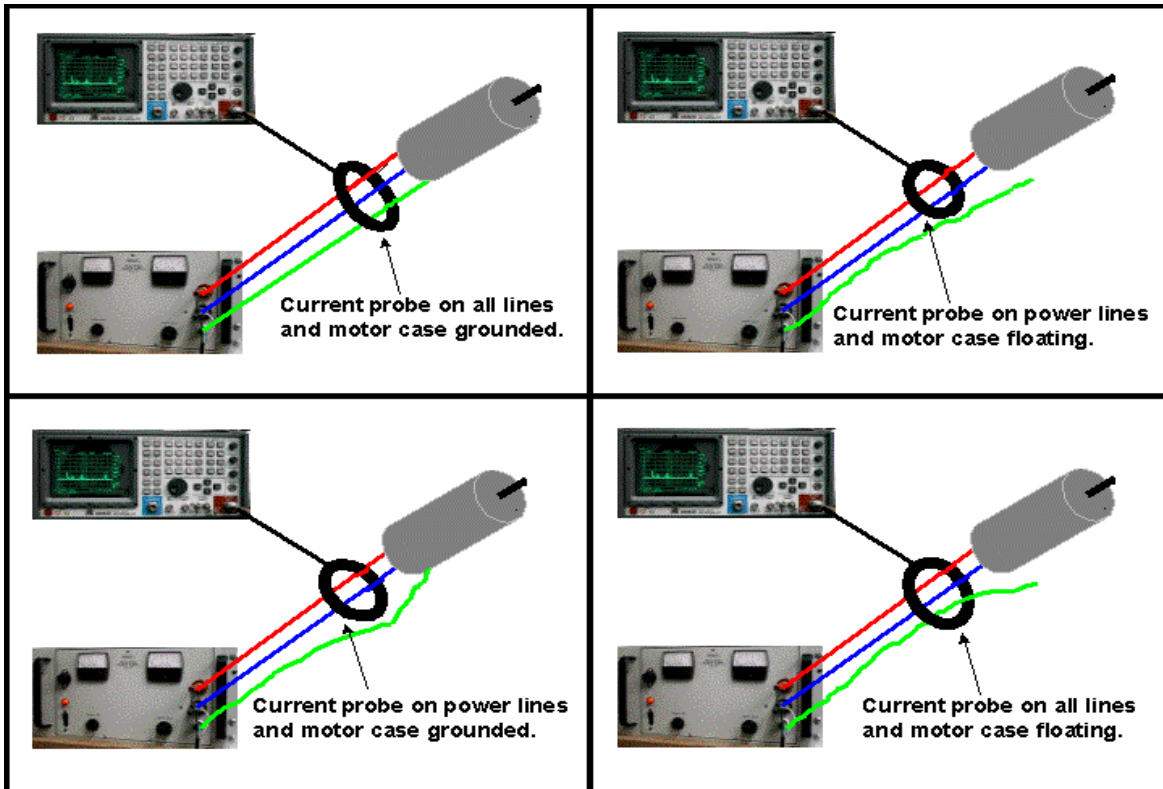 Current probe on all lines
and motor case grounded.
Current probe on power lines
and motor case floating.
Current probe on power lines
and motor case grounded.
Current probe on all lines
and motor case floating.